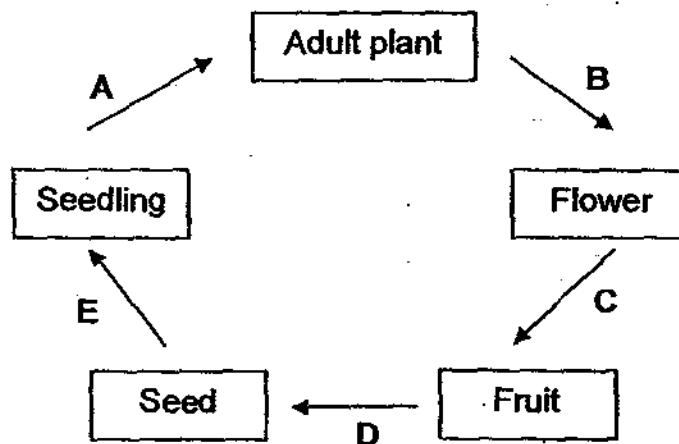 Adult plant
A
B
Seedling
Flower
E
C
Seed
Fruit
D